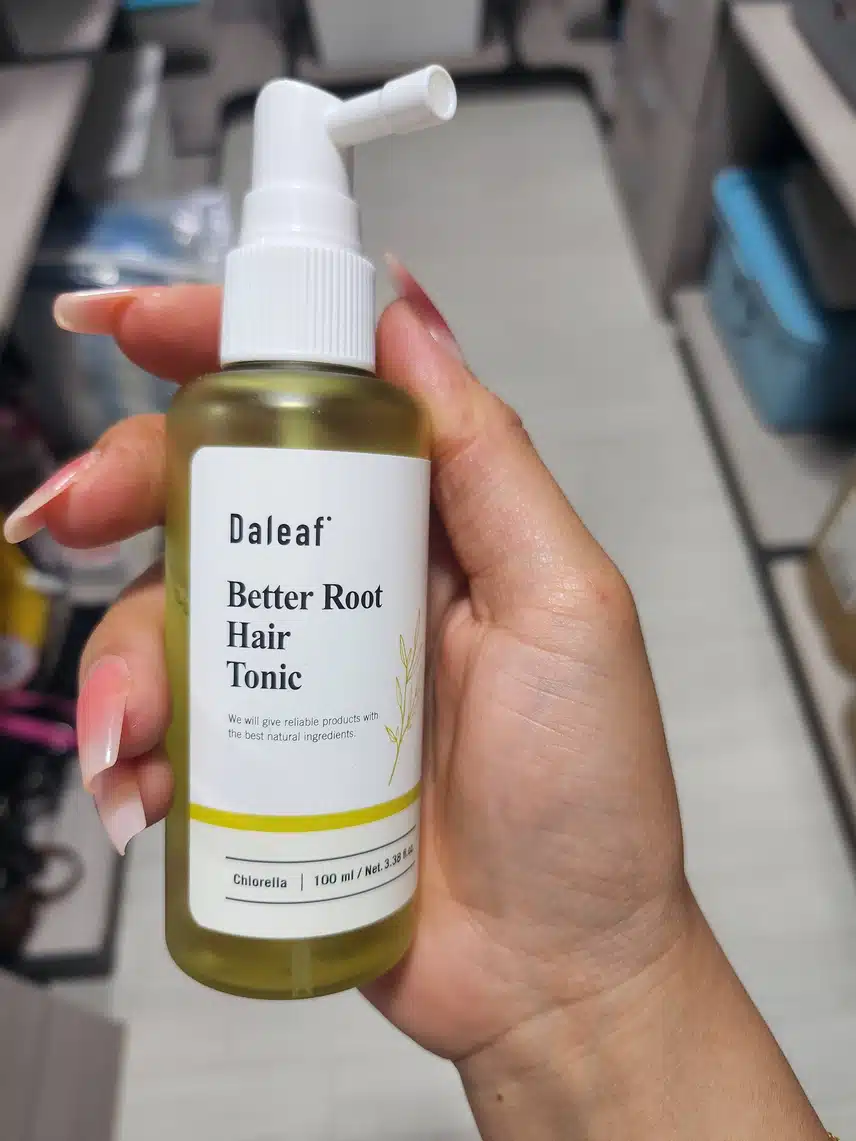 Daleaf
Better Root
Hair
Tonic
We will give reliable products with
the best natural ingredients.
Chlorella | 100 ml / Net. 3.38 fl.oz.